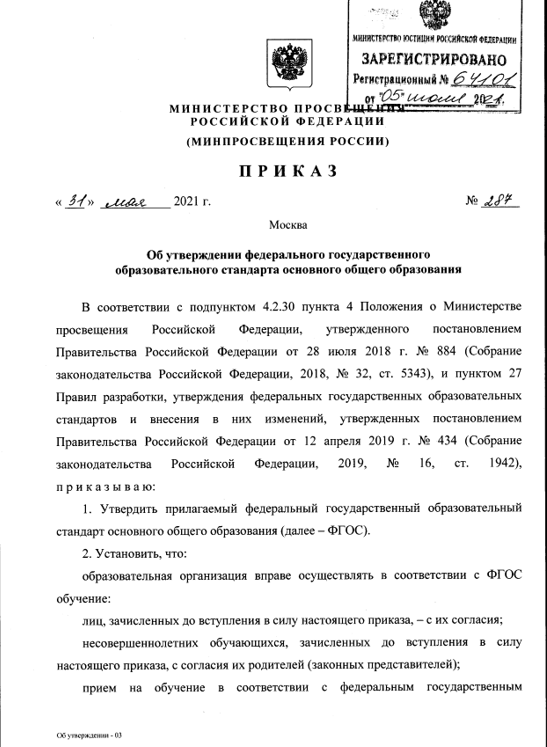 МИНИСТЕРСТВО ЮСТИЦИИ РОССИЙСКОЙ ФЕДЕРАЦИИ
ЗАРЕГИСТРИРОВАНО
Регистрационный № 64101
от "05" июля 2021.
МИНИСТЕРСТВО ПРОСВЕЩЕНИЯ
РОССИЙСКОЙ ФЕДЕРАЦИИ
(МИНПРОСВЕЩЕНИЯ РОССИИ)
П Р И К А З
« 31 » мая 2021 г.
№ 287
Москва
Об утверждении федерального государственного
образовательного стандарта основного общего образования
В соответствии с подпунктом 4.2.30 пункта 4 Положения о Министерстве
просвещения Российской Федерации, утвержденного постановлением
Правительства Российской Федерации от 28 июля 2018 г. № 884 (Собрание
законодательства Российской Федерации, 2018, № 32, ст. 5343), и пунктом 27
Правил разработки, утверждения федеральных государственных образовательных
стандартов и внесения в них изменений, утвержденных постановлением
Правительства Российской Федерации от 12 апреля 2019 г. № 434 (Собрание
законодательства Российской Федерации, 2019, № 16, ст. 1942),
п р и к а з ы в а ю:
1. Утвердить прилагаемый федеральный государственный образовательный
стандарт основного общего образования (далее – ФГОС).
2. Установить, что:
образовательная организация вправе осуществлять в соответствии с ФГОС
обучение:
лиц, зачисленных до вступления в силу настоящего приказа, – с их согласия;
несовершеннолетних обучающихся, зачисленных до вступления в силу
настоящего приказа, с согласия их родителей (законных представителей);
прием на обучение в соответствии с федеральным государственным
Об утверждении - 03